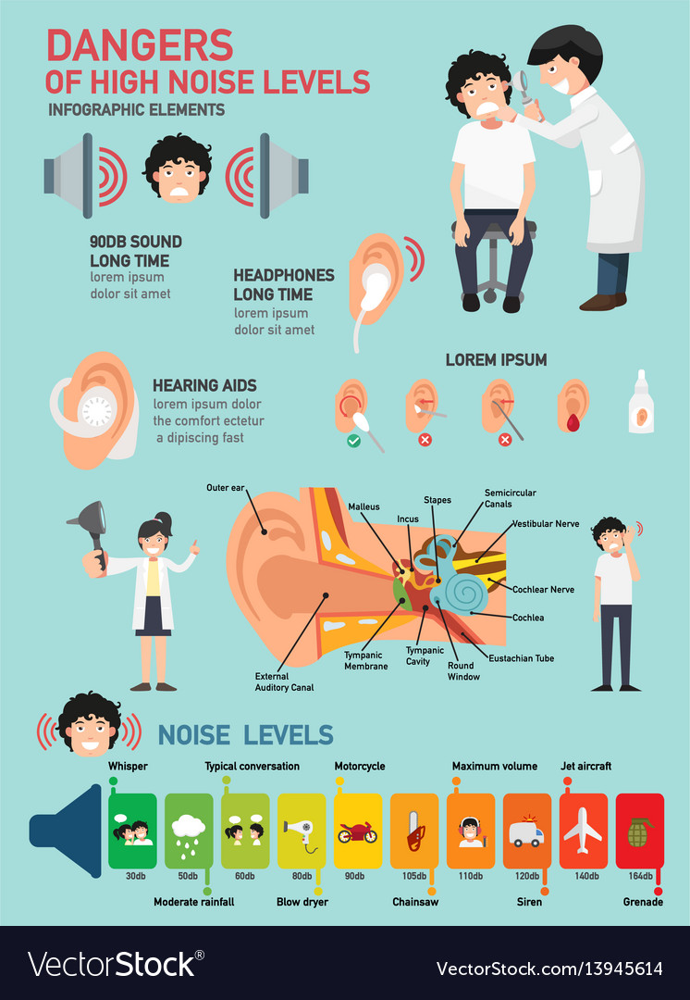 DANGERS
OF HIGH NOISE LEVELS
INFOGRAPHIC ELEMENTS
90DB SOUND
LONG TIME
lorem ipsum
dolor sit amet
HEADPHONES
LONG TIME
lorem ipsum
dolor sit amet
HEARING AIDS
lorem ipsum dolor
the comfort ectetur
a dipiscing fast
LOREM IPSUM
Outer ear
Malleus
Incus
Stapes
Semicircular
Canals
Vestibular Nerve
Cochlear Nerve
Cochlea
Eustachian Tube
Round
Window
Tympanic
Cavity
Tympanic
Membrane
External
Auditory Canal
NOISE LEVELS
Whisper
Typical conversation
Motorcycle
Maximum volume
Jet aircraft
30db
50db
60db
80db
90db
105db
110db
120db
140db
164db
Moderate rainfall
Blow dryer
Chainsaw
Siren
Grenade
VectorStock®
VectorStock.com/13945614